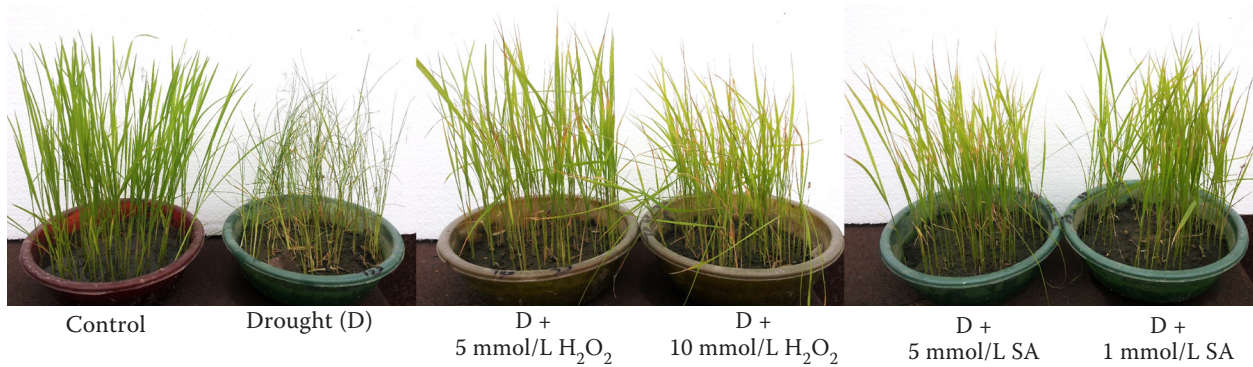 Control
Drought (D)
D +
5 mmol/L H₂O₂
D +
10 mmol/L H₂O₂
D +
5 mmol/L SA
D +
1 mmol/L SA